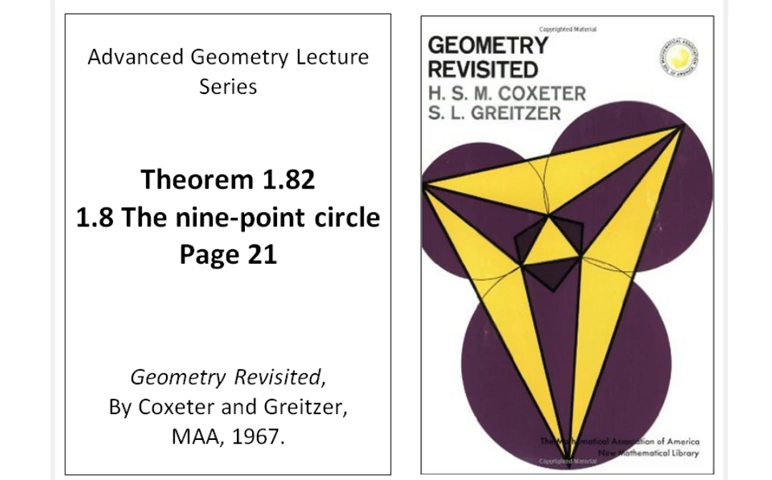 Advanced Geometry Lecture
Series
Theorem 1.82
1.8 The nine-point circle
Page 21
Geometry Revisited,
By Coxeter and Greitzer,
MAA, 1967.
Copyrighted Material
GEOMETRY
REVISITED
H. S. M. COXETER
S. L. GREITZER
The Mathematical Association of America
New Mathematical Library
Copyrighted Material